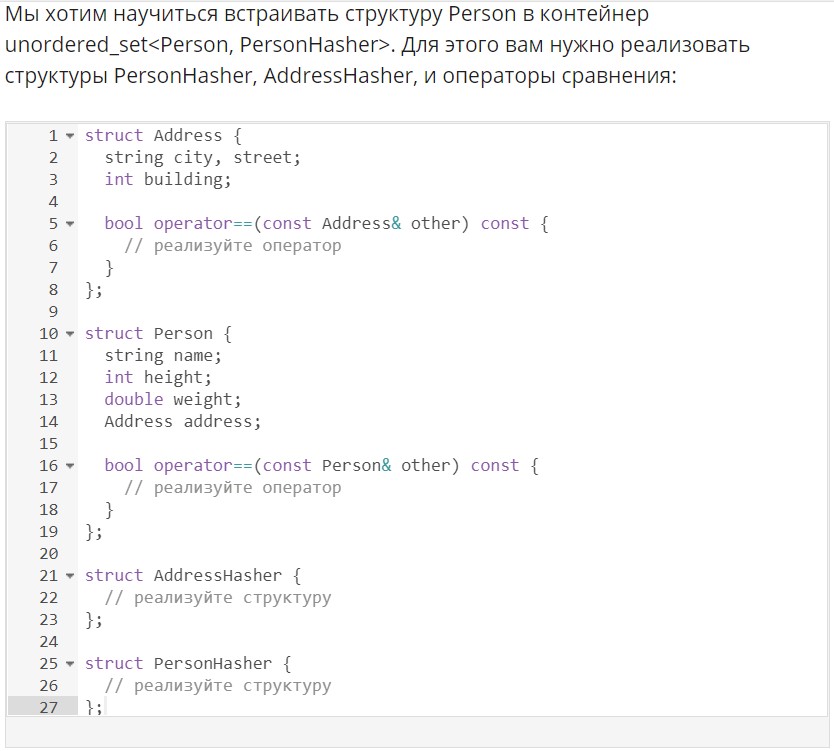 Мы хотим научиться встраивать структуру Person в контейнер
unordered_set<Person, PersonHasher>. Для этого вам нужно реализовать
структуры PersonHasher, AddressHasher, и операторы сравнения:
1 struct Address {
2   string city, street;
3   int building;
4
5   bool operator==(const Address& other) const {
6     // реализуйте оператор
7   }
8 };
9
10 struct Person {
11   string name;
12   int height;
13   double weight;
14   Address address;
15
16   bool operator==(const Person& other) const {
17     // реализуйте оператор
18   }
19 };
20
21 struct AddressHasher {
22   // реализуйте структуру
23 };
24
25 struct PersonHasher {
26   // реализуйте структуру
27 };